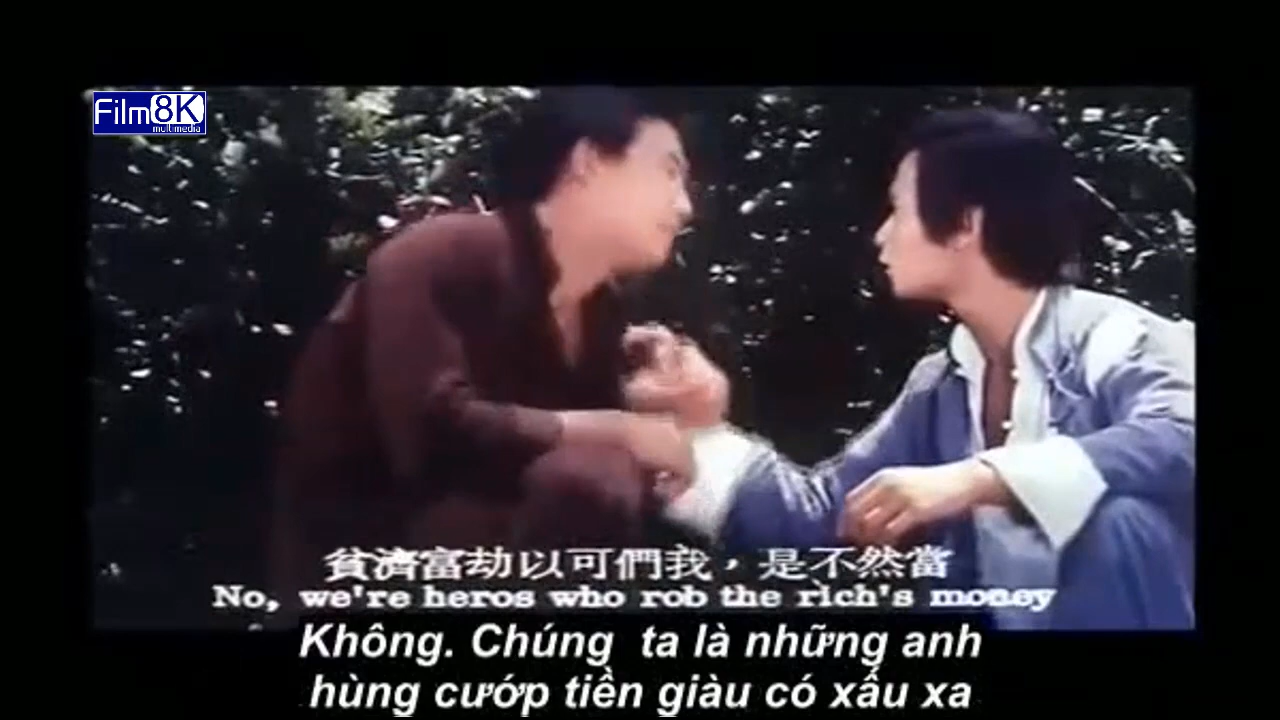 Film8K
multimedia
當然不是，我們可以劫富濟貧
No, we're heros who rob the rich's money
Không. Chúng ta là những anh
hùng cướp tiền giàu có xấu xa